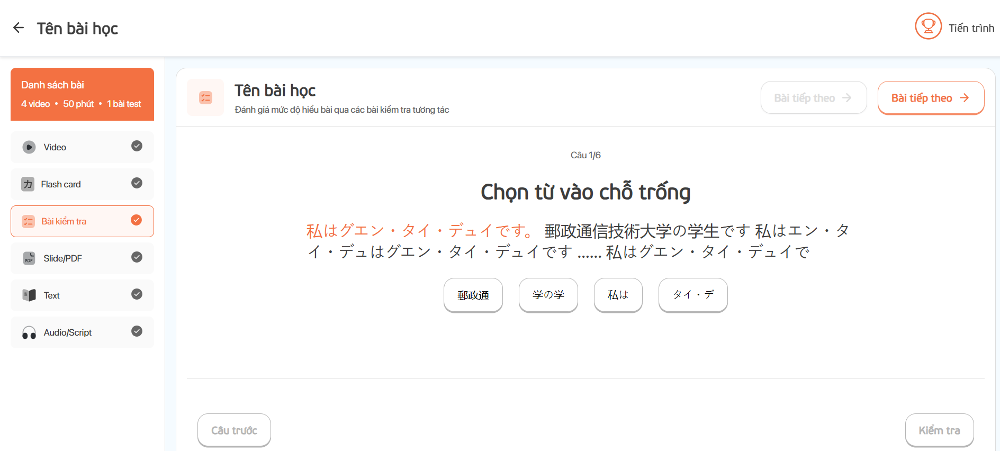 Tên bài học
Tiến trình
Danh sách bài
4 video • 50 phút • 1 bài test
Video
力 Flash card
Bài kiểm tra
PDF Slide/PDF
Text
Audio/Script
Tên bài học
Đánh giá mức độ hiểu bài qua các bài kiểm tra tương tác
Bài tiếp theo
Bài tiếp theo
Câu 1/6
Chọn từ vào chỗ trống
私はグエン・タイ・デュイです。 郵政通信技術大学の学生です 私はエン・タ
イ・デュはグエン・タイ・デュイです ...... 私はグエン・タイ・デュイで
郵政通
学の学
私は
タイ・デ
Câu trước
Kiểm tra